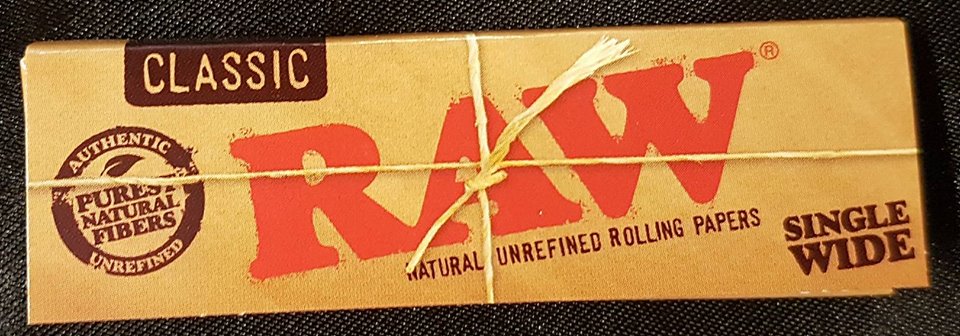 CLASSIC
RAW®
AUTHENTIC
PUREST
NATURAL
FIBERS
UNREFINED
NATURAL UNREFINED ROLLING PAPERS
SINGLE
WIDE